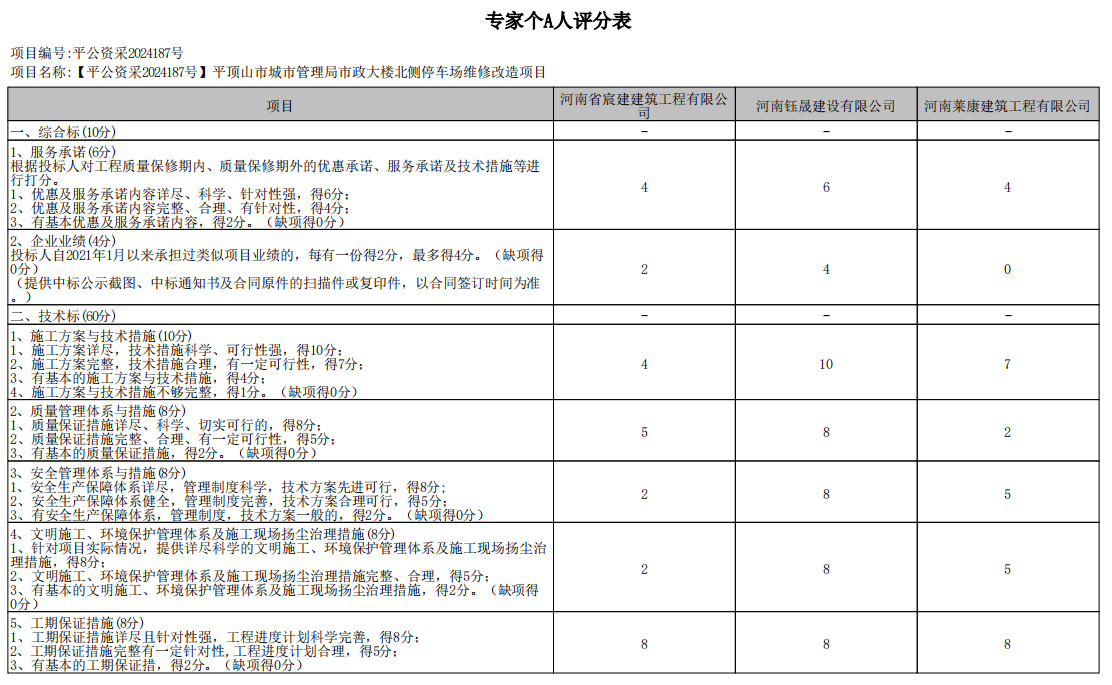 专家个A人评分表
项目编号:平公资采2024187号
项目名称:【平公资采2024187号】平顶山市城市管理局市政大楼北侧停车场维修改造项目
项目
河南省宸建建筑工程有限公
司
河南钰晟建设有限公司
河南莱康建筑工程有限公司
一、综合标(10分)
-
-
-
1、服务承诺(6分)
根据投标人对工程质量保修期内、质量保修期外的优惠承诺、服务承诺及技术措施等进
行打分。
1、优惠及服务承诺内容详尽、科学、针对性强，得6分；
2、优惠及服务承诺内容完整、合理、有针对性，得4分；
3、有基本优惠及服务承诺内容，得2分。（缺项得0分）
4
6
4
2、企业业绩(4分)
投标人自2021年1月以来承担过类似项目业绩的，每有一份得2分，最多得4分。（缺项得
0分）
（提供中标公示截图、中标通知书及合同原件的扫描件或复印件，以合同签订时间为准
。）
2
4
0
二、技术标(60分)
-
-
-
1、施工方案与技术措施(10分)
1、施工方案详尽，技术措施科学、可行性强，得10分；
2、施工方案完整，技术措施合理，有一定可行性，得7分；
3、有基本的施工方案与技术措施，得4分；
4、施工方案与技术措施不够完整，得1分。（缺项得0分）
4
10
7
2、质量管理体系与措施(8分)
1、质量保证措施详尽、科学、切实可行的，得8分；
2、质量保证措施完整、合理、有一定可行性，得5分；
3、有基本的质量保证措施，得2分。（缺项得0分）
5
8
2
3、安全管理体系与措施(8分)
1、安全生产保障体系详尽，管理制度科学，技术方案先进可行，得8分；
2、安全生产保障体系健全，管理制度完善，技术方案合理可行，得5分；
3、有安全生产保障体系，管理制度，技术方案一般的，得2分。（缺项得0分）
2
8
5
4、文明施工、环境保护管理体系及施工现场扬尘治理措施(8分)
1、针对项目实际情况，提供详尽科学的文明施工、环境保护管理体系及施工现场扬尘治
理措施，得8分；
2、文明施工、环境保护管理体系及施工现场扬尘治理措施完整、合理，得5分；
3、有基本的文明施工、环境保护管理体系及施工现场扬尘治理措施，得2分。（缺项得
0分）
2
8
5
5、工期保证措施(8分)
1、工期保证措施详尽且针对性强，工程进度计划科学完善，得8分；
2、工期保证措施完整有一定针对性,工程进度计划合理，得5分；
3、有基本的工期保证措，得2分。（缺项得0分）
8
8
8